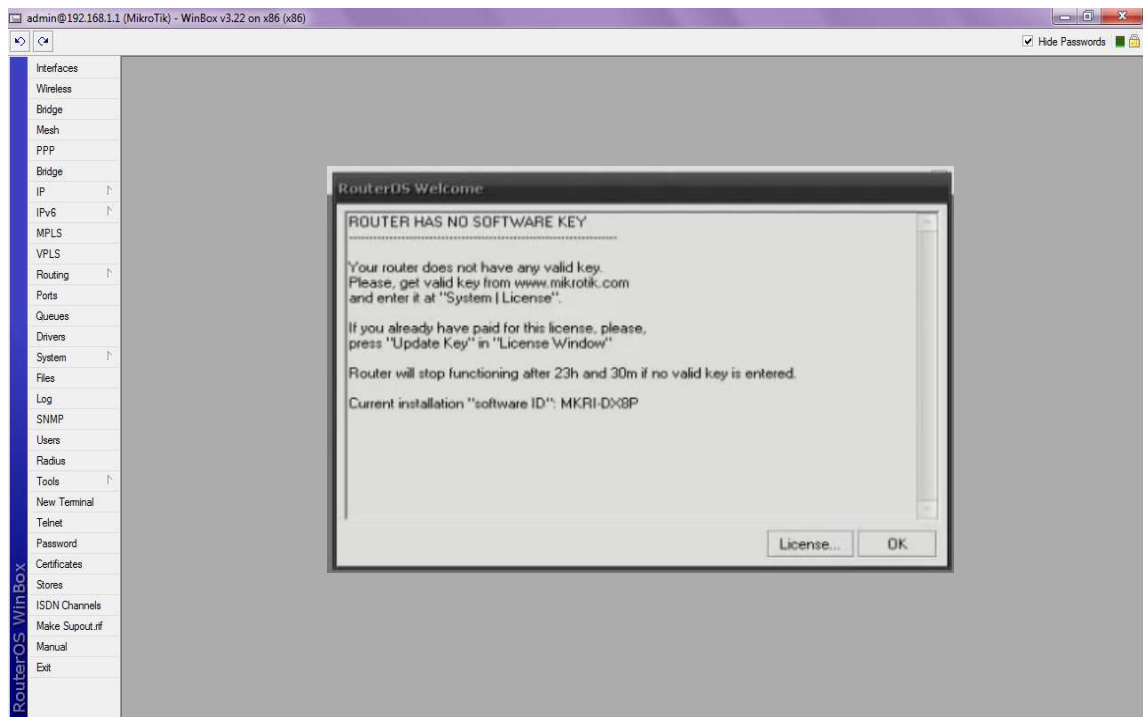 admin@192.168.1.1 (MikroTik) - WinBox v3.22 on x86 (x86)
Hide Passwords
Interfaces
Wireless
Bridge
Mesh
PPP
Bridge
IP
IPv6
MPLS
VPLS
Routing
Ports
Queues
Drivers
System
Files
Log
SNMP
Users
Radius
Tools
New Terminal
Telnet
Password
Certificates
Stores
ISDN Channels
Make Supout.rif
Manual
Exit
RouterOS WinBox
RouterOS Welcome
ROUTER HAS NO SOFTWARE KEY
----------------------------------------------------------------
Your router does not have any valid key.
Please, get valid key from www.mikrotik.com
and enter it at "System | License".
If you already have paid for this license, please,
press "Update Key" in "License Window"
Router will stop functioning after 23h and 30m if no valid key is entered.
Current installation "software ID": MKRI-DX8P
License...
OK